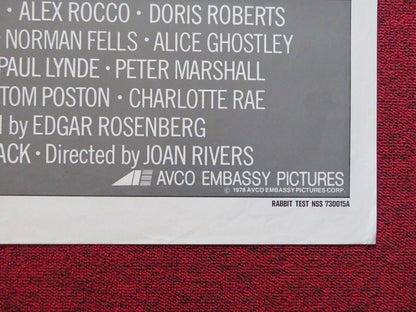 • ALEX ROCCO • DORIS ROBERTS
• NORMAN FELLS • ALICE GHOSTLEY
PAUL LYNDE • PETER MARSHALL
TOM POSTON • CHARLOTTE RAE
by EDGAR ROSENBERG
ACK • Directed by JOAN RIVERS
AVCO EMBASSY PICTURES
© 1978 AVCO EMBASSY PICTURES CORP.
RABBIT TEST NSS 730015A